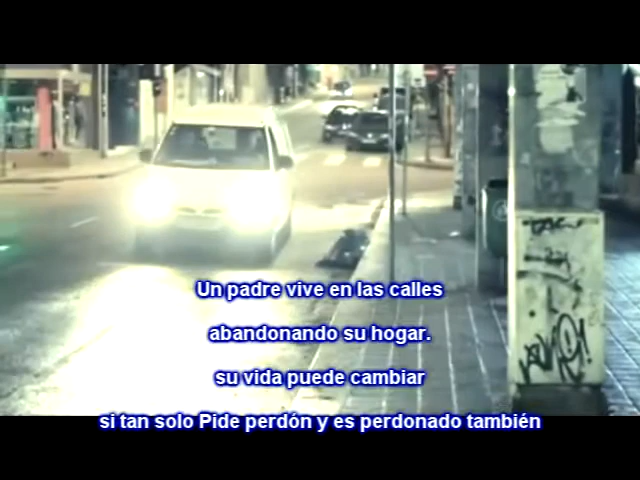 Un padre vive en las calles
abandonando su hogar.
su vida puede cambiar
si tan solo Pide perdón y es perdonado también